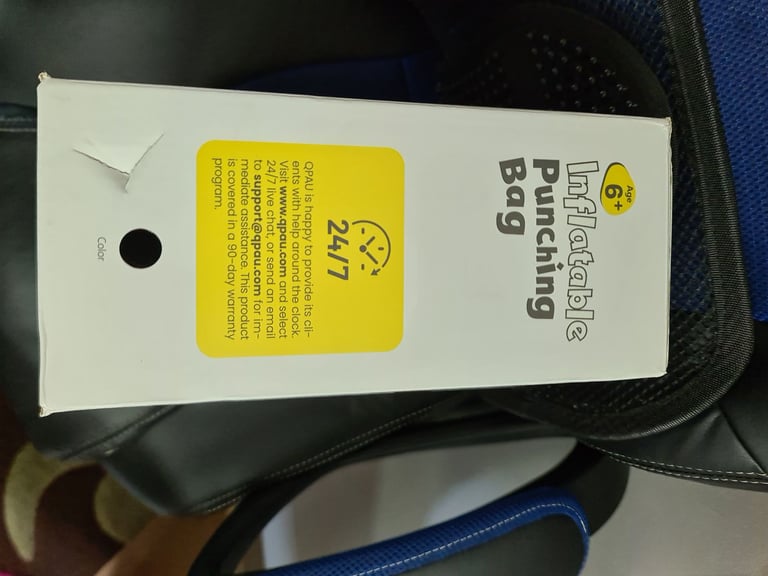 Age
6+
Inflatable
Punching
Bag
24/7
QPAU is happy to provide its cli-
ents with help around the clock.
Visit www.qpau.com and select
24/7 live chat, or send an email
to support@qpau.com for im-
mediate assistance. This product
is covered in a 90-day warranty
program.
Color